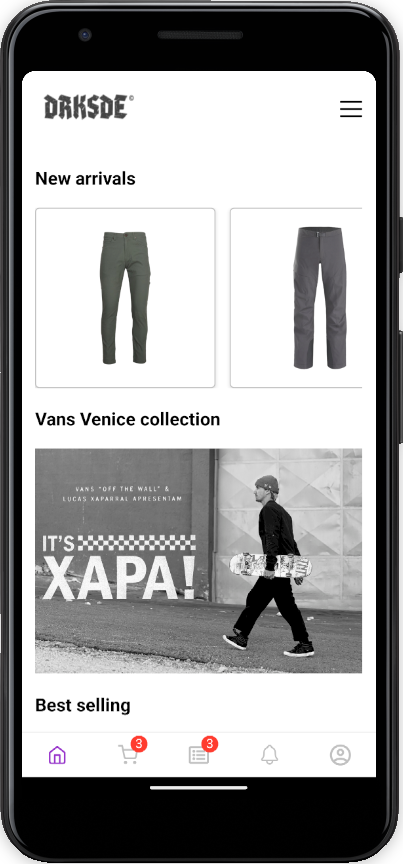 DRKSDE©
New arrivals
Vans Venice collection
VANS "OFF THE WALL" &
LUCAS XAPARRAL APRESENTAM
IT'S
XAPA!
Best selling
3
3